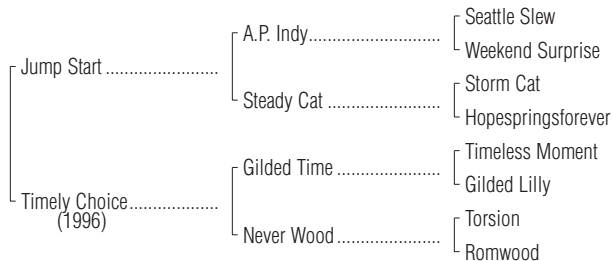 Seattle Slew
A.P. Indy........................................
Weekend Surprise
Jump Start ..................................
Storm Cat
Steady Cat ..................................
Hopespringsforever
Timeless Moment
Gilded Time ................................
Gilded Lilly
Timely Choice...........................
(1996)
Torsion
Never Wood ................................
Romwood